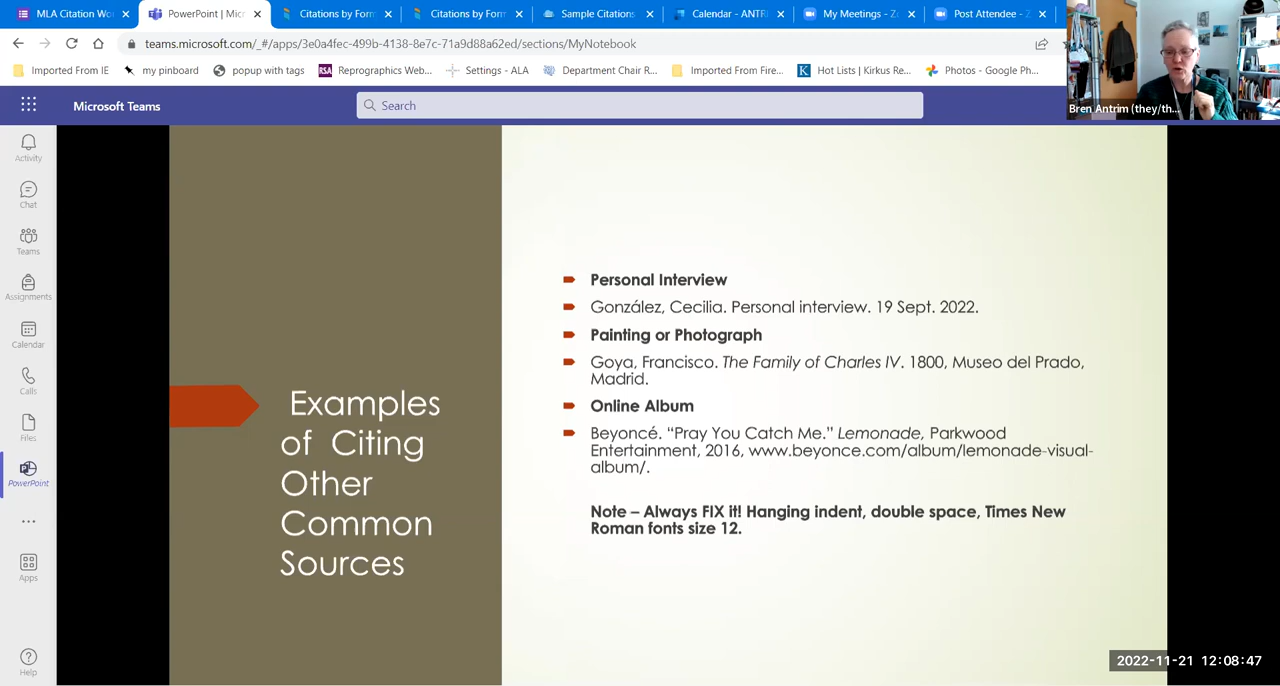 MLA Citation Wo
PowerPoint | Mic
Citations by Form
Citations by Form
Sample Citations
Calendar - ANTRI
My Meetings - Zo
Post Attendee - Z
teams.microsoft.com/_#/apps/3e0a4fec-499b-4138-8e7c-71a9d88a62ed/sections/MyNotebook
Imported From IE
my pinboard
popup with tags
RSA Reprographics Web...
Settings - ALA
Department Chair R...
Imported From Fire...
K Hot Lists | Kirkus Re...
Photos - Google Ph...
Bren Antrim (they/th...
Microsoft Teams
Search
Activity
Chat
Teams
Assignments
Calendar
Calls
Files
PowerPoint
...
Apps
Help
Examples
of Citing
Other
Common
Sources
Personal Interview
González, Cecilia. Personal interview. 19 Sept. 2022.
Painting or Photograph
Goya, Francisco. The Family of Charles IV. 1800, Museo del Prado,
Madrid.
Online Album
Beyoncé. “Pray You Catch Me.” Lemonade, Parkwood
Entertainment, 2016, www.beyonce.com/album/lemonade-visual-
album/.
Note – Always FIX it! Hanging indent, double space, Times New
Roman fonts size 12.
2022-11-21 12:08:47